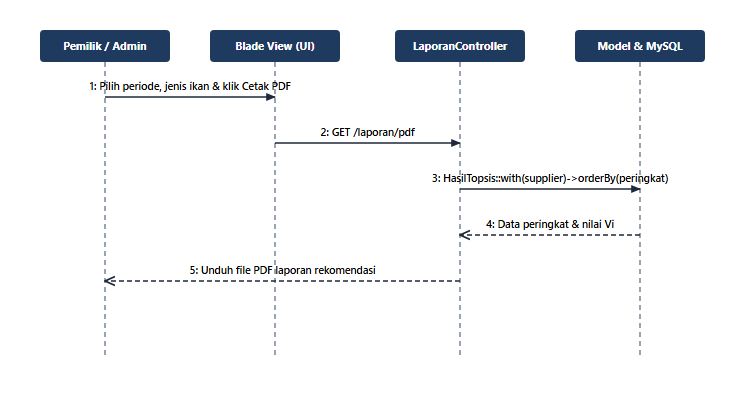 Pemilik / Admin
Blade View (UI)
LaporanController
Model & MySQL
1: Pilih periode, jenis ikan & klik Cetak PDF
2: GET /laporan/pdf
3: HasilTopsis::with(supplier)->orderBy(peringkat)
4: Data peringkat & nilai Vi
5: Unduh file PDF laporan rekomendasi